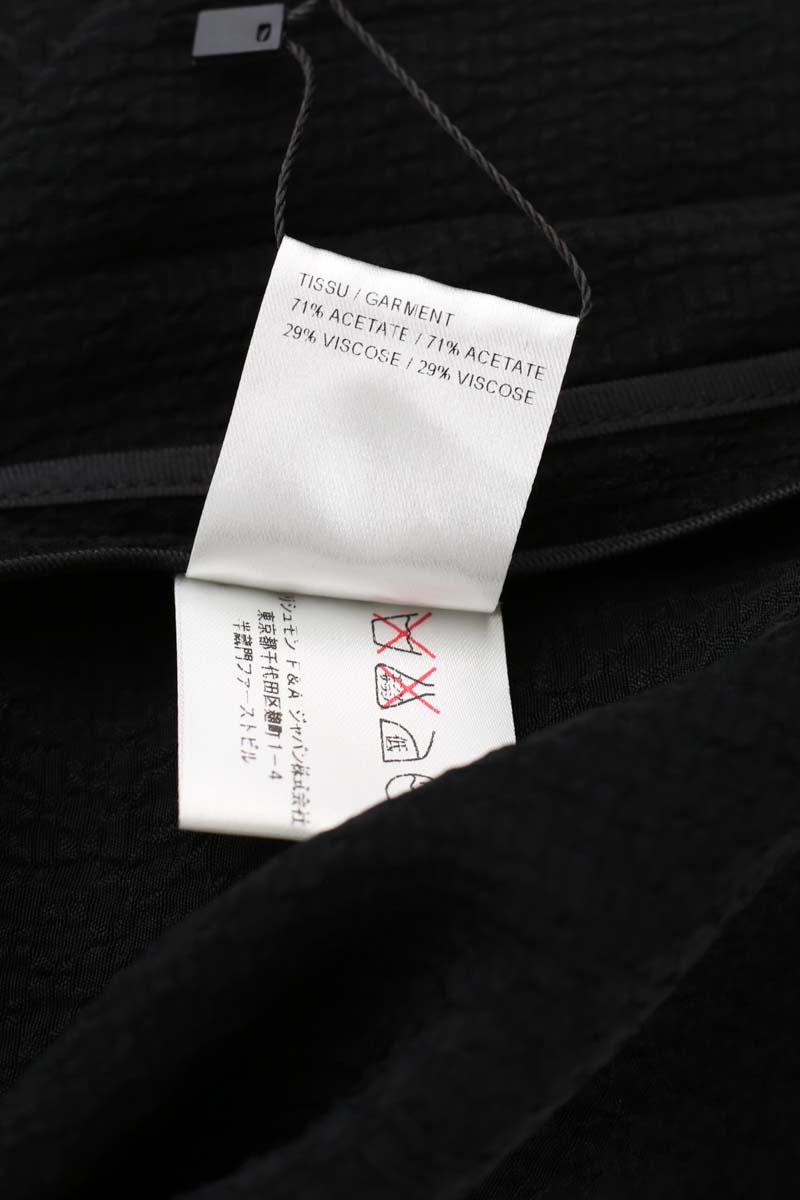 TISSU / GARMENT
71% ACETATE / 71% ACETATE
29% VISCOSE / 29% VISCOSE
シュモン F&A ジャパン株式会社
東京都千代田区麹町1-4
半蔵門ファーストビル
低